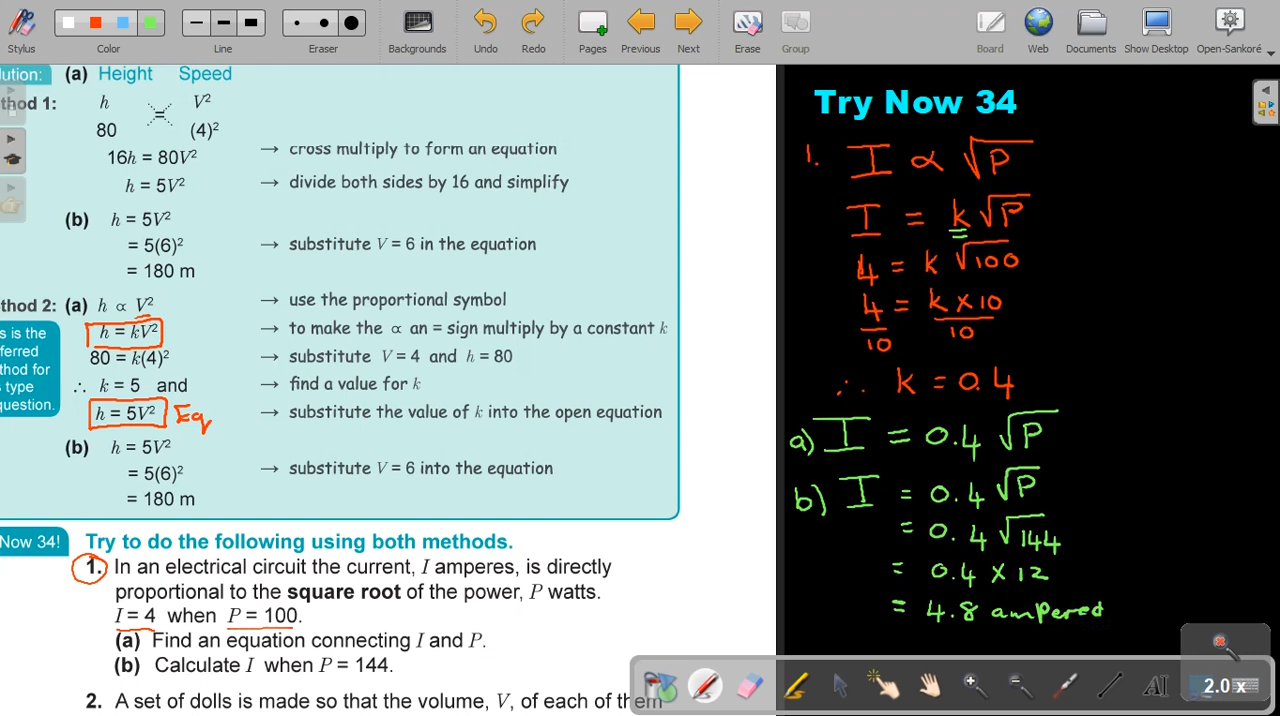 Stylus Color Line Eraser Backgrounds Undo Redo Pages Previous Next Erase Group Board Web Documents Show Desktop Open-Sankoré
lution: (a) Height Speed
thod 1: h = V²
80 (4)²
16h = 80V² → cross multiply to form an equation
h = 5V² → divide both sides by 16 and simplify
(b) h = 5V²
= 5(6)² → substitute V = 6 in the equation
= 180 m
thod 2: (a) h ∝ V² → use the proportional symbol
h = kV² → to make the ∝ an = sign multiply by a constant k
80 = k(4)² → substitute V = 4 and h = 80
∴ k = 5 and → find a value for k
h = 5V² Eq → substitute the value of k into the open equation
(b) h = 5V²
= 5(6)² → substitute V = 6 into the equation
= 180 m
s is the
ferred
thod for
s type
question.
Now 34! Try to do the following using both methods.
1. In an electrical circuit the current, I amperes, is directly
proportional to the square root of the power, P watts.
I = 4 when P = 100.
(a) Find an equation connecting I and P.
(b) Calculate I when P = 144.
2. A set of dolls is made so that the volume, V, of each of them
Try Now 34
1. I ∝ √P
I = k√P
4 = k √100
4/10 = k × 10/10
∴ k = 0.4
a) I = 0.4 √P
b) I = 0.4 √P
= 0.4 √144
= 0.4 × 12
= 4.8 ampered
2.0 x